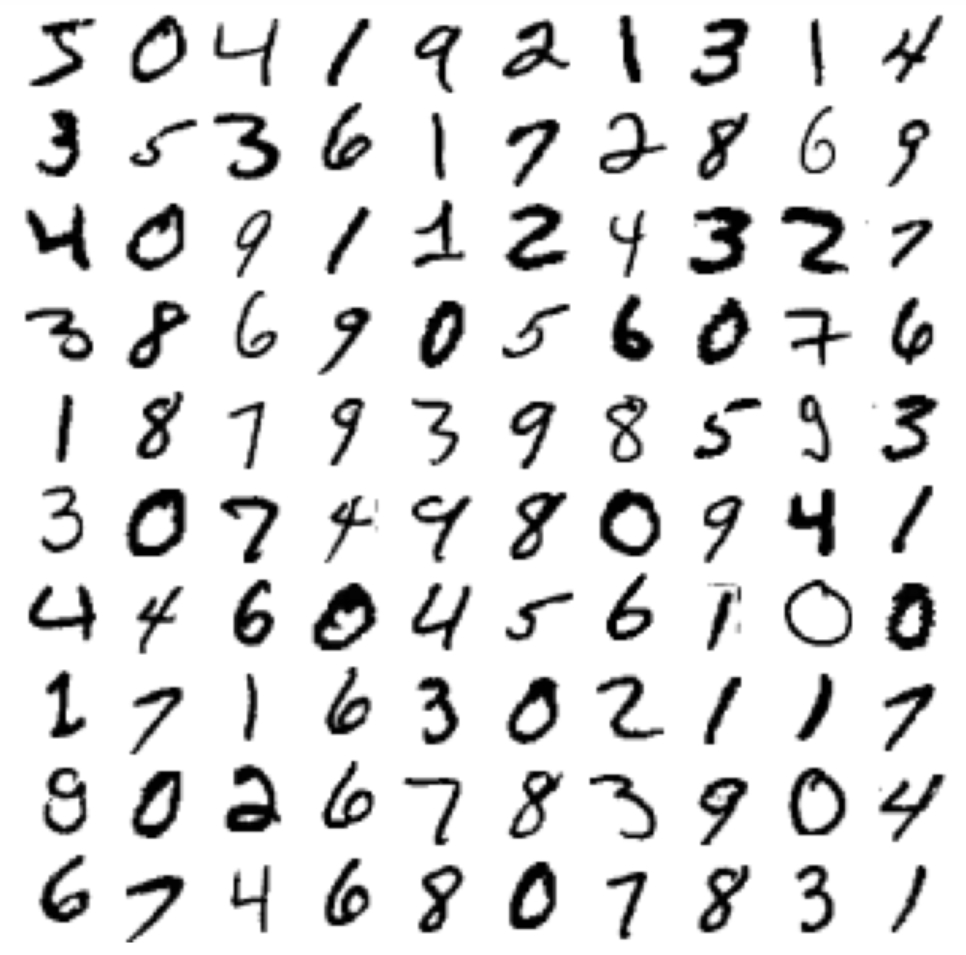 5 0 4 1 9 2 1 3 1 4
3 5 3 6 1 7 2 8 6 9
4 0 9 1 1 2 4 3 2 7
3 8 6 9 0 5 6 0 7 6
1 8 7 9 3 9 8 5 9 3
3 0 7 4 9 8 0 9 4 1
4 4 6 0 4 5 6 1 0 0
1 7 1 6 3 0 2 1 1 7
8 0 2 6 7 8 3 9 0 4
6 7 4 6 8 0 7 8 3 1